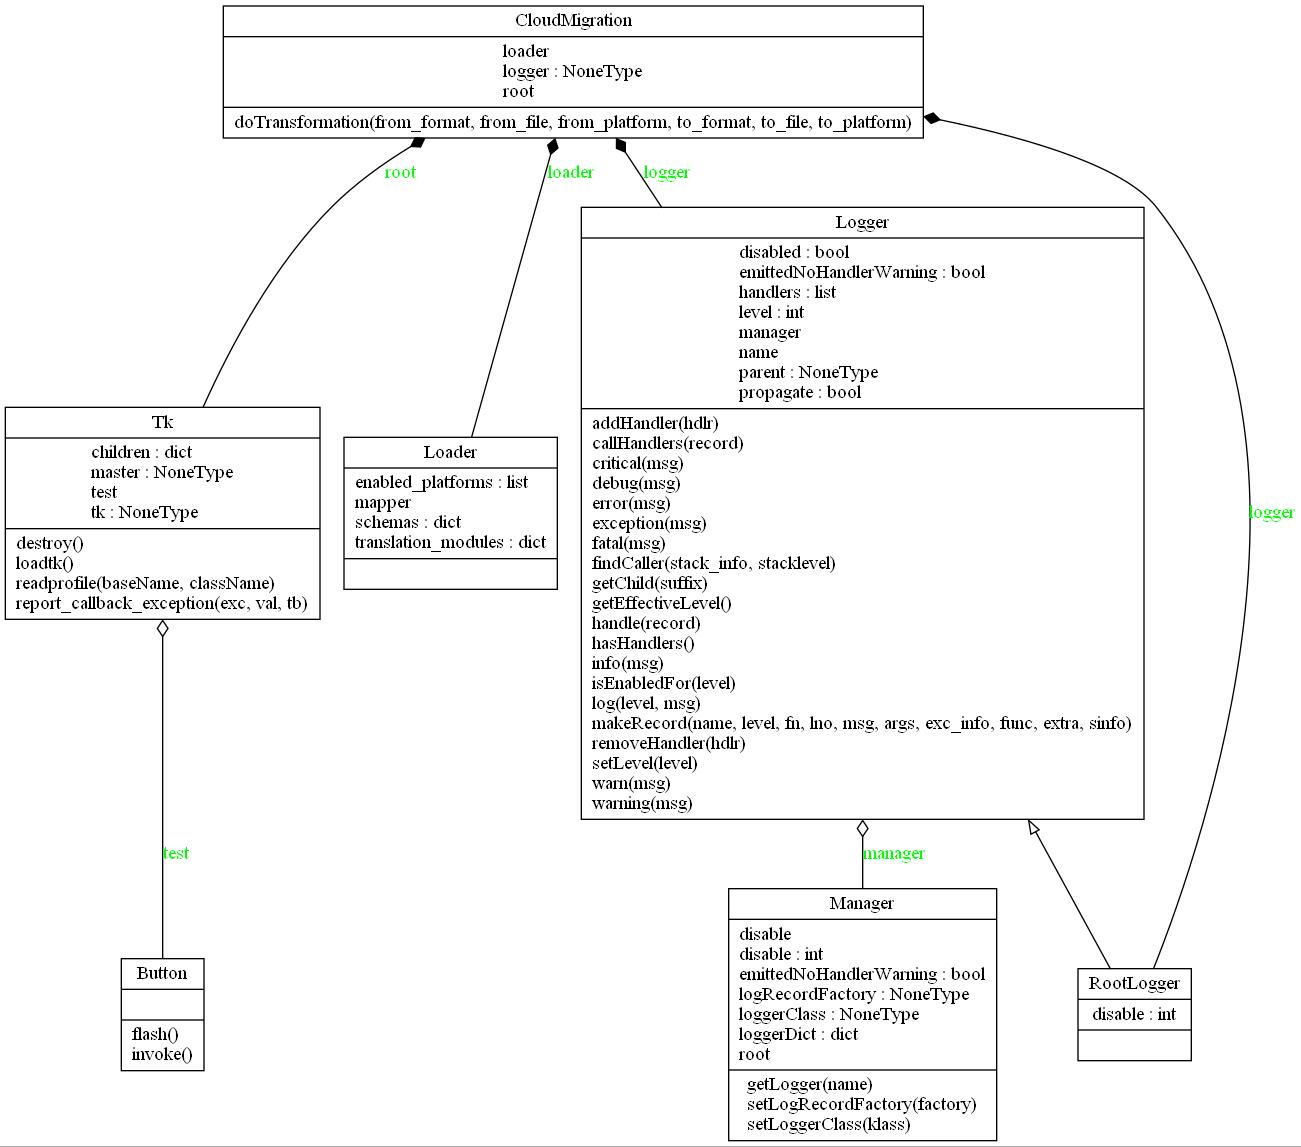 CloudMigration
loader
logger : NoneType
root
doTransformation(from_format, from_file, from_platform, to_format, to_file, to_platform)
root
loader
logger
logger
Tk
children : dict
master : NoneType
test
tk : NoneType
destroy()
loadtk()
readprofile(baseName, className)
report_callback_exception(exc, val, tb)
Loader
enabled_platforms : list
mapper
schemas : dict
translation_modules : dict
Logger
disabled : bool
emittedNoHandlerWarning : bool
handlers : list
level : int
manager
name
parent : NoneType
propagate : bool
addHandler(hdlr)
callHandlers(record)
critical(msg)
debug(msg)
error(msg)
exception(msg)
fatal(msg)
findCaller(stack_info, stacklevel)
getChild(suffix)
getEffectiveLevel()
handle(record)
hasHandlers()
info(msg)
isEnabledFor(level)
log(level, msg)
makeRecord(name, level, fn, lno, msg, args, exc_info, func, extra, sinfo)
removeHandler(hdlr)
setLevel(level)
warn(msg)
warning(msg)
test
manager
Button
flash()
invoke()
Manager
disable
disable : int
emittedNoHandlerWarning : bool
logRecordFactory : NoneType
loggerClass : NoneType
loggerDict : dict
root
getLogger(name)
setLogRecordFactory(factory)
setLoggerClass(klass)
RootLogger
disable : int